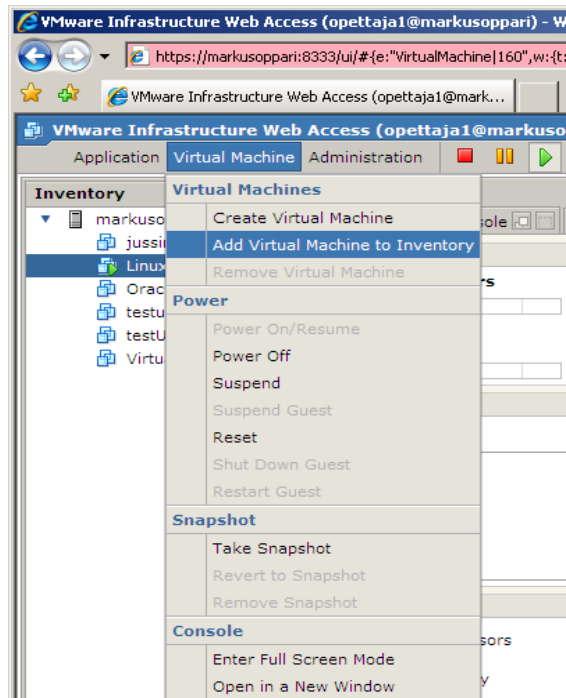 VMware Infrastructure Web Access (opettaja1@markusoppari) - W
https://markusoppari:8333/ui/#{e:"VirtualMachine|160",w:{t:
VMware Infrastructure Web Access (opettaja1@mark...
VMware Infrastructure Web Access (opettaja1@markuso
Application Virtual Machine Administration
Inventory
Virtual Machines
markuso
Create Virtual Machine
ole
jussi
Add Virtual Machine to Inventory
Linux
Remove Virtual Machine
rs
Orac
Power
testu
Power On/Resume
testU
Power Off
Virtu
Suspend
Suspend Guest
Reset
Shut Down Guest
Restart Guest
Snapshot
Take Snapshot
Revert to Snapshot
Remove Snapshot
Console
sors
Enter Full Screen Mode
y
Open in a New Window